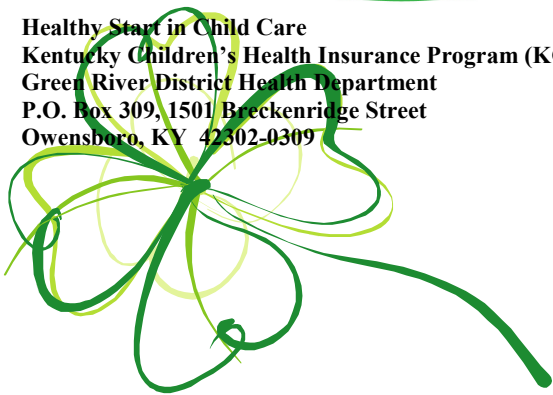 Healthy Start in Child Care
Kentucky Children’s Health Insurance Program (K
Green River District Health Department
P.O. Box 309, 1501 Breckenridge Street
Owensboro, KY 42302-0309